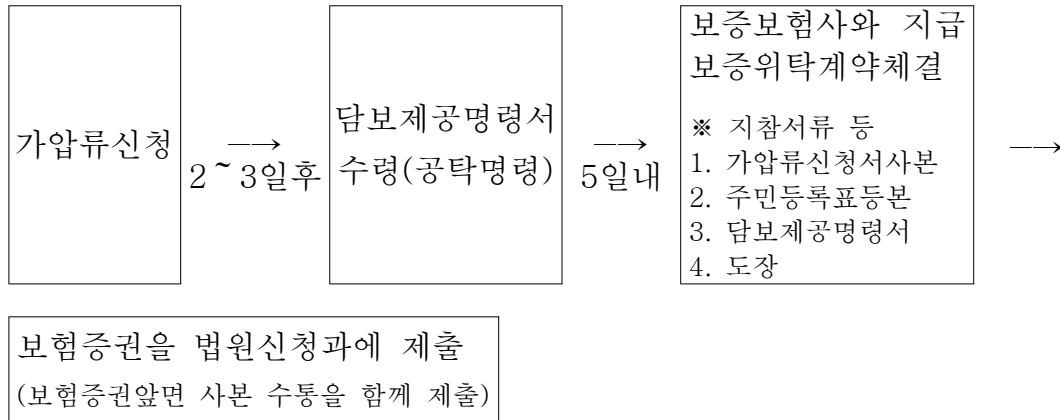 가압류신청
→
2~3일후
담보제공명령서
수령(공탁명령)
→
5일내
보증보험사와 지급
보증위탁계약체결
※ 지참서류 등
1. 가압류신청서사본
2. 주민등록표등본
3. 담보제공명령서
4. 도장
→
보험증권을 법원신청과에 제출
(보험증권앞면 사본 수통을 함께 제출)